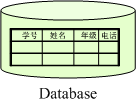 学号 姓名 年级 电话
Database